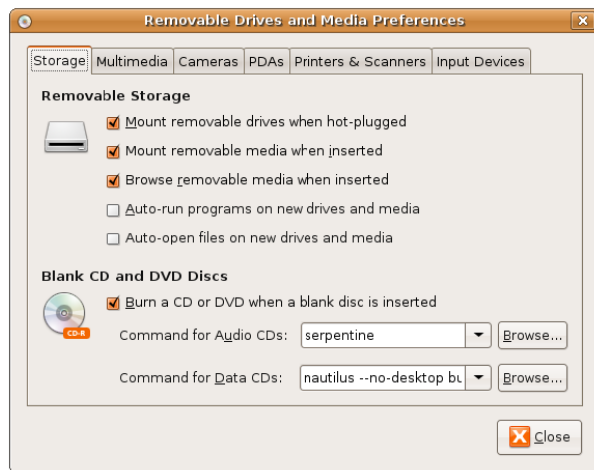 Removable Drives and Media Preferences
Storage Multimedia Cameras PDAs Printers & Scanners Input Devices
Removable Storage
Mount removable drives when hot-plugged
Mount removable media when inserted
Browse removable media when inserted
Auto-run programs on new drives and media
Auto-open files on new drives and media
Blank CD and DVD Discs
Burn a CD or DVD when a blank disc is inserted
CD-R
Command for Audio CDs: serpentine Browse...
Command for Data CDs: nautilus --no-desktop bu Browse...
Close